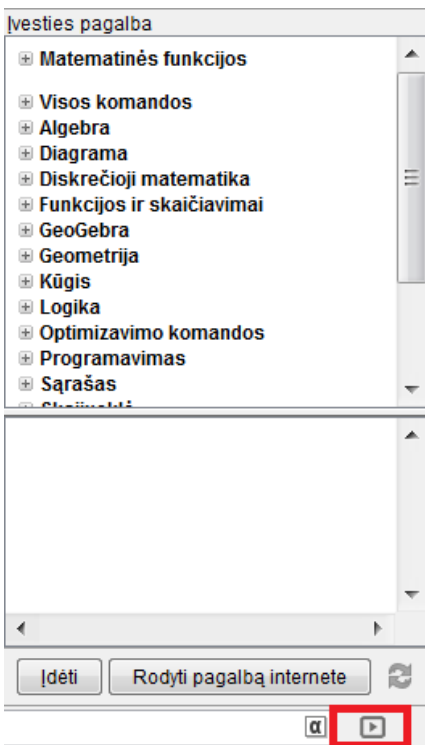 Įvesties pagalba
Matematinės funkcijos
Visos komandos
Algebra
Diagrama
Diskrečioji matematika
Funkcijos ir skaičiavimai
GeoGebra
Geometrija
Kūgis
Logika
Optimizavimo komandos
Programavimas
Sąrašas
Įdėti Rodyti pagalbą internete
α